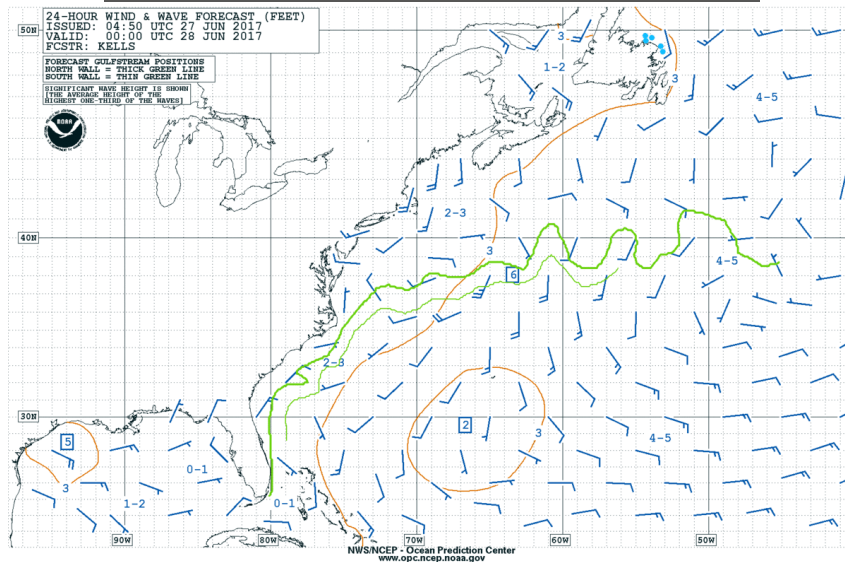 24-HOUR WIND & WAVE FORECAST (FEET)
ISSUED: 04:50 UTC 27 JUN 2017
VALID: 00:00 UTC 28 JUN 2017
FCSTR: KELLS
FORECAST GULFSTREAM POSITIONS
NORTH WALL = THICK GREEN LINE
SOUTH WALL = THIN GREEN LINE
SIGNIFICANT WAVE HEIGHT IS SHOWN
[THE AVERAGE HEIGHT OF THE
HIGHEST ONE-THIRD OF THE WAVES]
NOAA
50N
3
1-2
3
4-5
2-3
40N
3
4-5
6
2-3
30N
2
3
4-5
5
0-1
3
1-2
0-1
90W
80W
70W
60W
50W
NWS/NCEP - Ocean Prediction Center
www.opc.ncep.noaa.gov